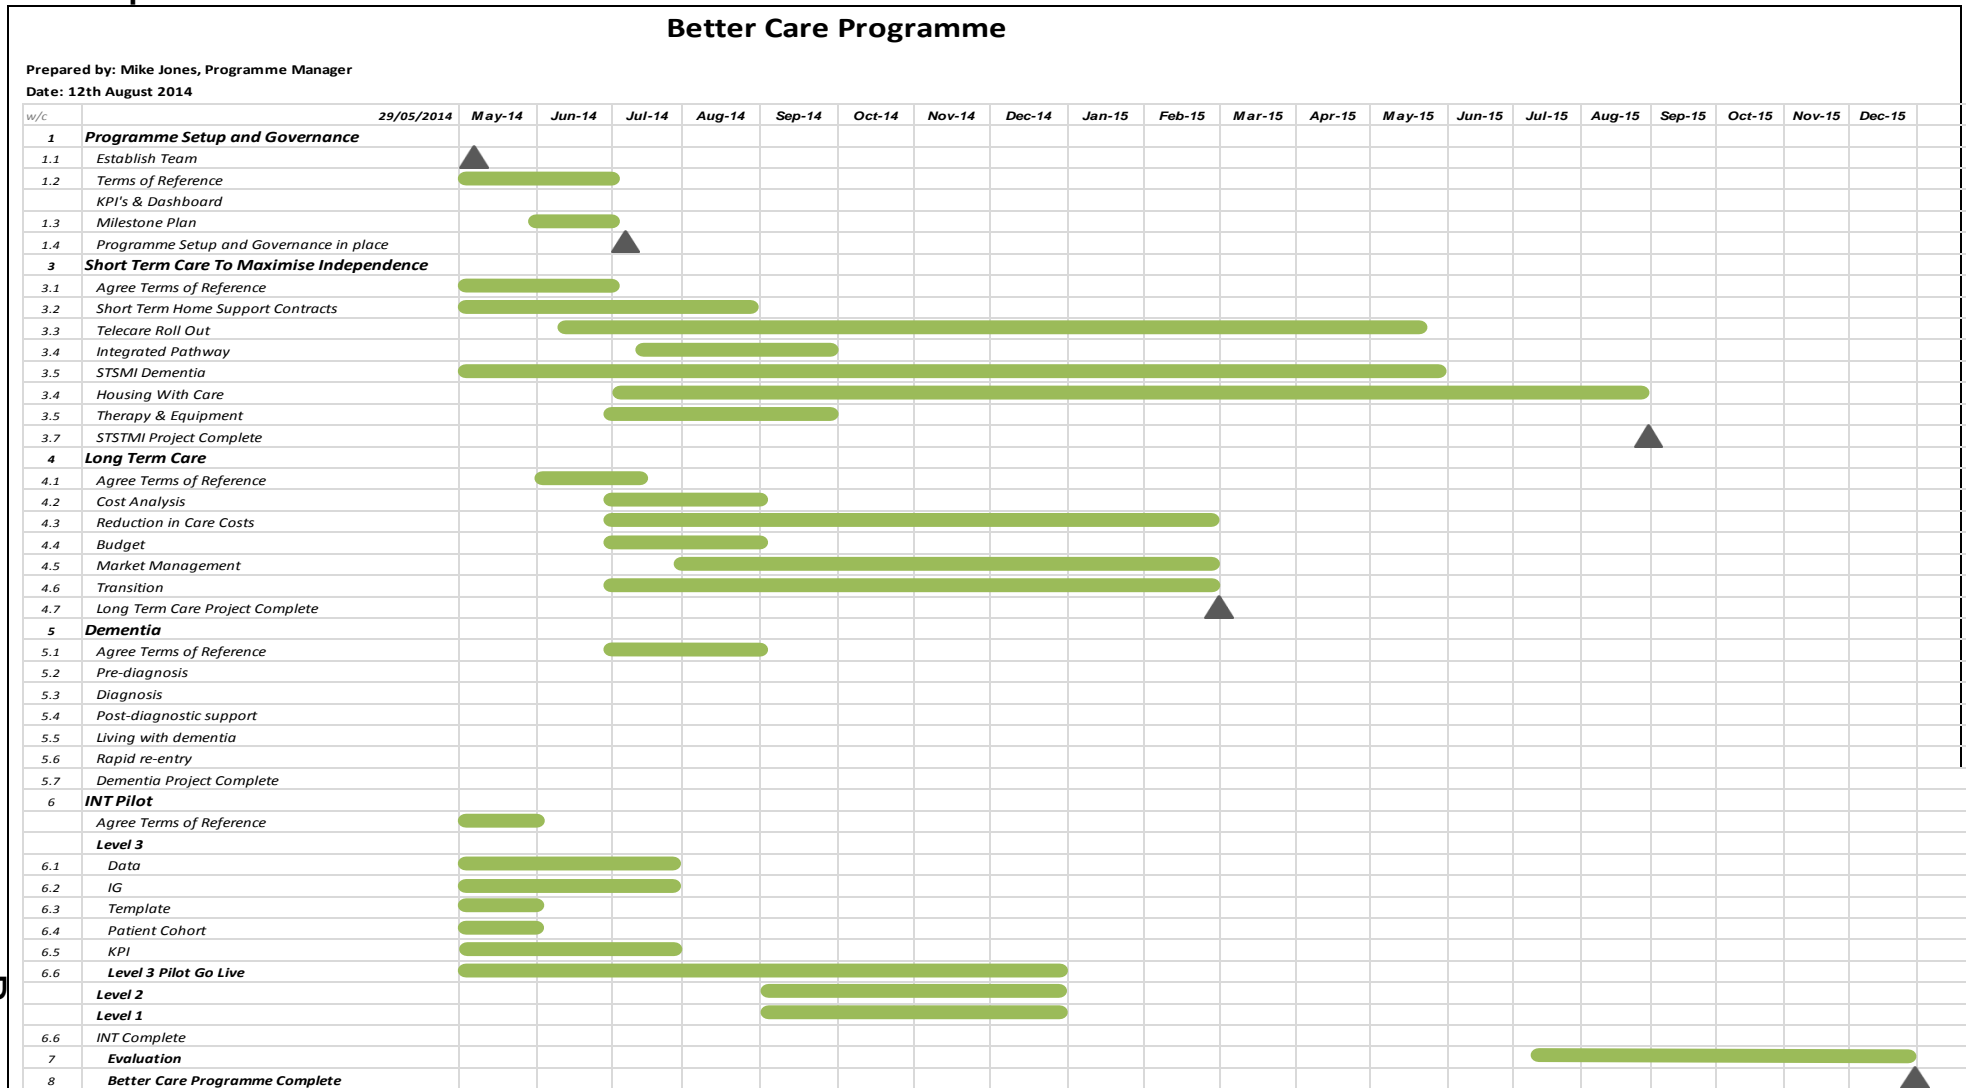 Better Care Programme
Prepared by: Mike Jones, Programme Manager
Date: 12th August 2014
w/c 29/05/2014 May-14 Jun-14 Jul-14 Aug-14 Sep-14 Oct-14 Nov-14 Dec-14 Jan-15 Feb-15 Mar-15 Apr-15 May-15 Jun-15 Jul-15 Aug-15 Sep-15 Oct-15 Nov-15 Dec-15
1 Programme Setup and Governance
1.1 Establish Team
1.2 Terms of Reference
KPI's & Dashboard
1.3 Milestone Plan
1.4 Programme Setup and Governance in place
3 Short Term Care To Maximise Independence
3.1 Agree Terms of Reference
3.2 Short Term Home Support Contracts
3.3 Telecare Roll Out
3.4 Integrated Pathway
3.5 STSMI Dementia
3.4 Housing With Care
3.5 Therapy & Equipment
3.7 STSTMI Project Complete
4 Long Term Care
4.1 Agree Terms of Reference
4.2 Cost Analysis
4.3 Reduction in Care Costs
4.4 Budget
4.5 Market Management
4.6 Transition
4.7 Long Term Care Project Complete
5 Dementia
5.1 Agree Terms of Reference
5.2 Pre-diagnosis
5.3 Diagnosis
5.4 Post-diagnostic support
5.5 Living with dementia
5.6 Rapid re-entry
5.7 Dementia Project Complete
6 INT Pilot
Agree Terms of Reference
Level 3
6.1 Data
6.2 IG
6.3 Template
6.4 Patient Cohort
6.5 KPI
6.6 Level 3 Pilot Go Live
Level 2
Level 1
6.6 INT Complete
7 Evaluation
8 Better Care Programme Complete